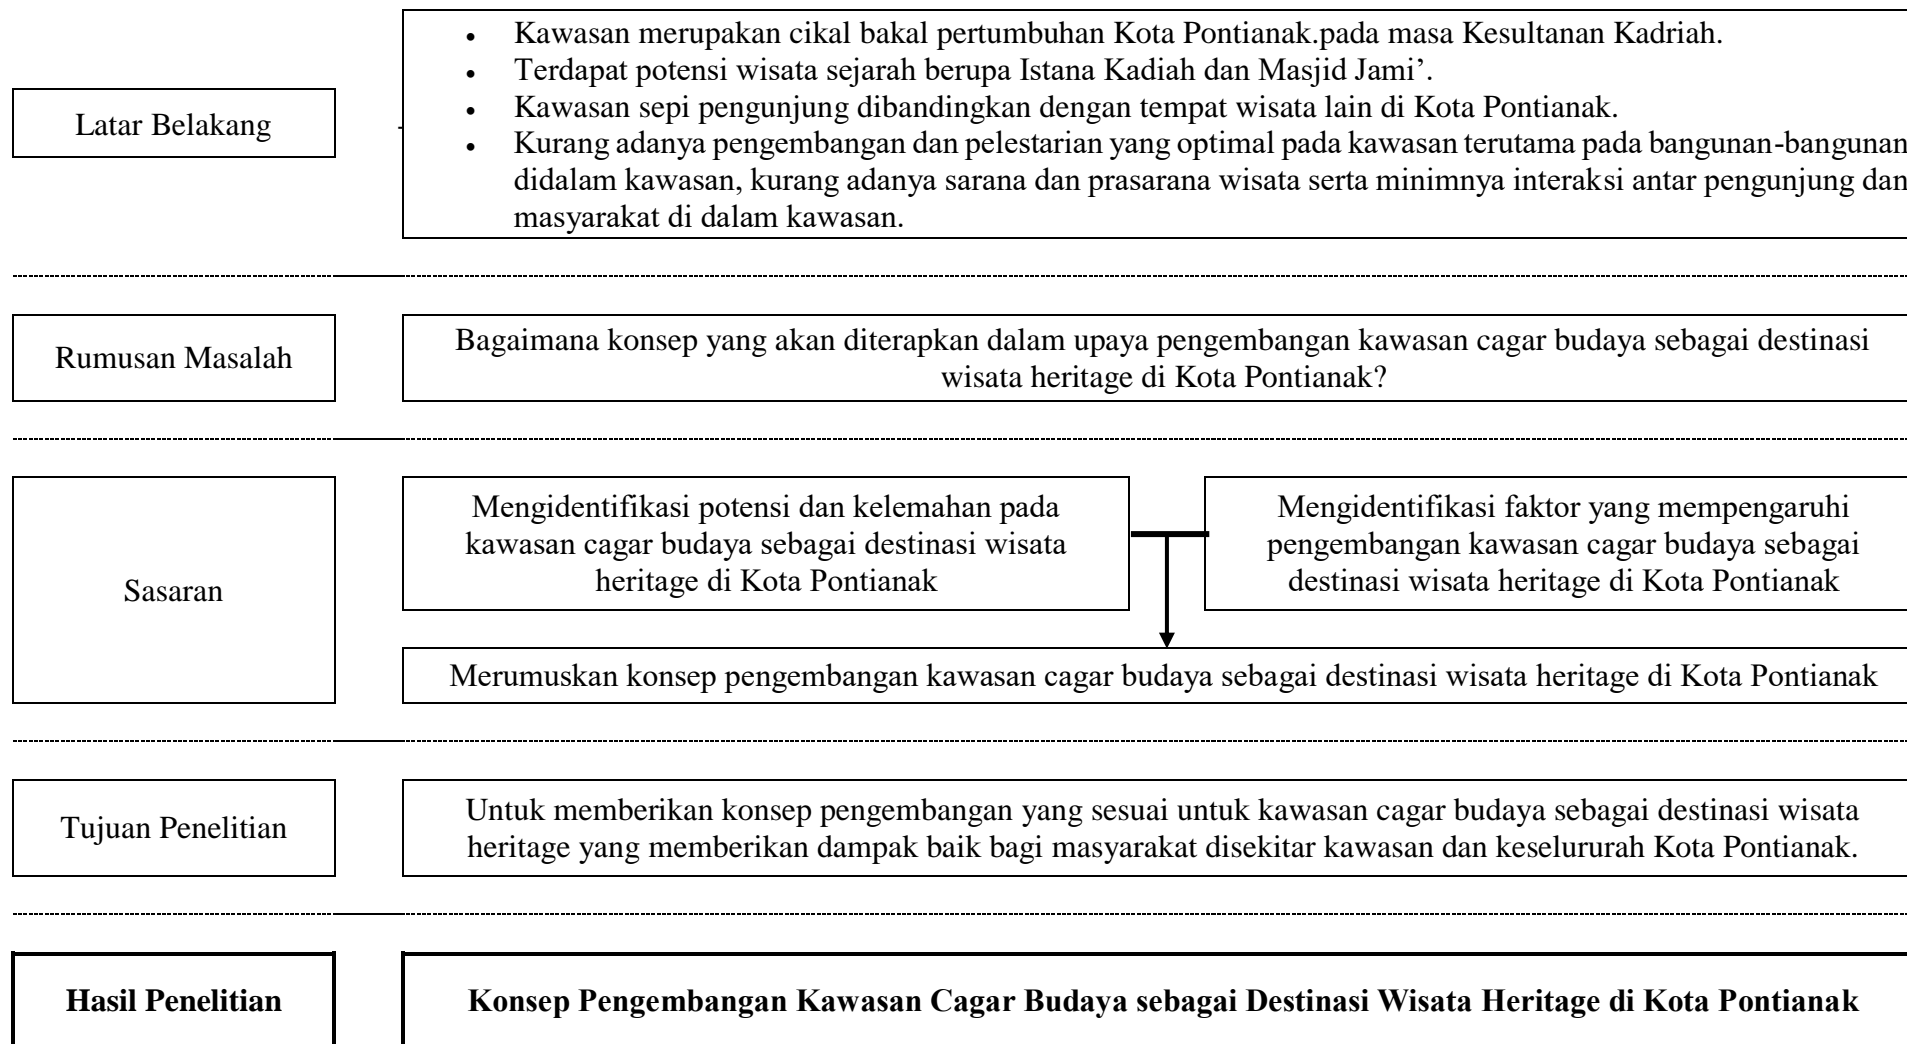 • Kawasan merupakan cikal bakal pertumbuhan Kota Pontianak.pada masa Kesultanan Kadriah.
• Terdapat potensi wisata sejarah berupa Istana Kadiah dan Masjid Jami’.
Latar Belakang
• Kawasan sepi pengunjung dibandingkan dengan tempat wisata lain di Kota Pontianak.
• Kurang adanya pengembangan dan pelestarian yang optimal pada kawasan terutama pada bangunan-bangunan
didalam kawasan, kurang adanya sarana dan prasarana wisata serta minimnya interaksi antar pengunjung dan
masyarakat di dalam kawasan.
Rumusan Masalah
Bagaimana konsep yang akan diterapkan dalam upaya pengembangan kawasan cagar budaya sebagai destinasi
wisata heritage di Kota Pontianak?
Sasaran
Mengidentifikasi potensi dan kelemahan pada
kawasan cagar budaya sebagai destinasi wisata
heritage di Kota Pontianak
Mengidentifikasi faktor yang mempengaruhi
pengembangan kawasan cagar budaya sebagai
destinasi wisata heritage di Kota Pontianak
Merumuskan konsep pengembangan kawasan cagar budaya sebagai destinasi wisata heritage di Kota Pontianak
Tujuan Penelitian
Untuk memberikan konsep pengembangan yang sesuai untuk kawasan cagar budaya sebagai destinasi wisata
heritage yang memberikan dampak baik bagi masyarakat disekitar kawasan dan keselururah Kota Pontianak.
Hasil Penelitian
Konsep Pengembangan Kawasan Cagar Budaya sebagai Destinasi Wisata Heritage di Kota Pontianak